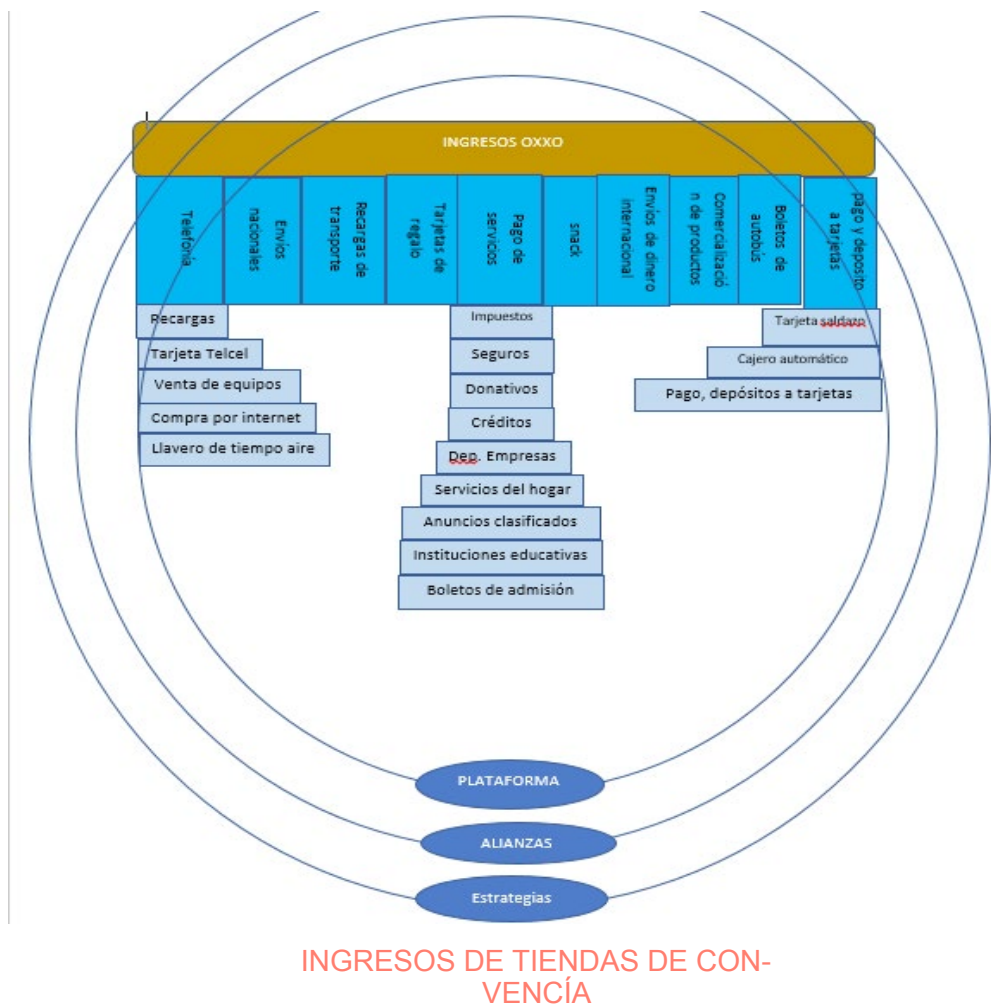 INGRESOS OXXO
Telefonía
Envíos
nacionales
Recargas de
transporte
Tarjetas de
regalo
Pago de
servicios
snack
Envíos de dinero
internacional
Comercializació
n de productos
Boletos de
autobús
pago y deposito
a tarjetas
Recargas
Tarjeta Telcel
Venta de equipos
Compra por internet
Llavero de tiempo aire
Impuestos
Seguros
Donativos
Créditos
Dep. Empresas
Servicios del hogar
Anuncios clasificados
Instituciones educativas
Boletos de admisión
Tarjeta saldazo
Cajero automático
Pago, depósitos a tarjetas
PLATAFORMA
ALIANZAS
Estrategias
INGRESOS DE TIENDAS DE CON-
VENCÍA